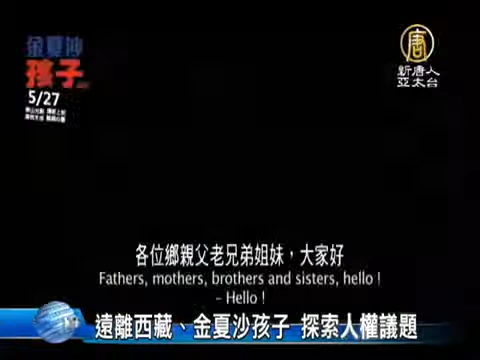 金夏沙
孩子
5/27
新唐人
亞太台
各位鄉親父老兄弟姐妹，大家好
Fathers, mothers, brothers and sisters, hello !
– Hello !
遠離西藏、金夏沙孩子 探索人權議題